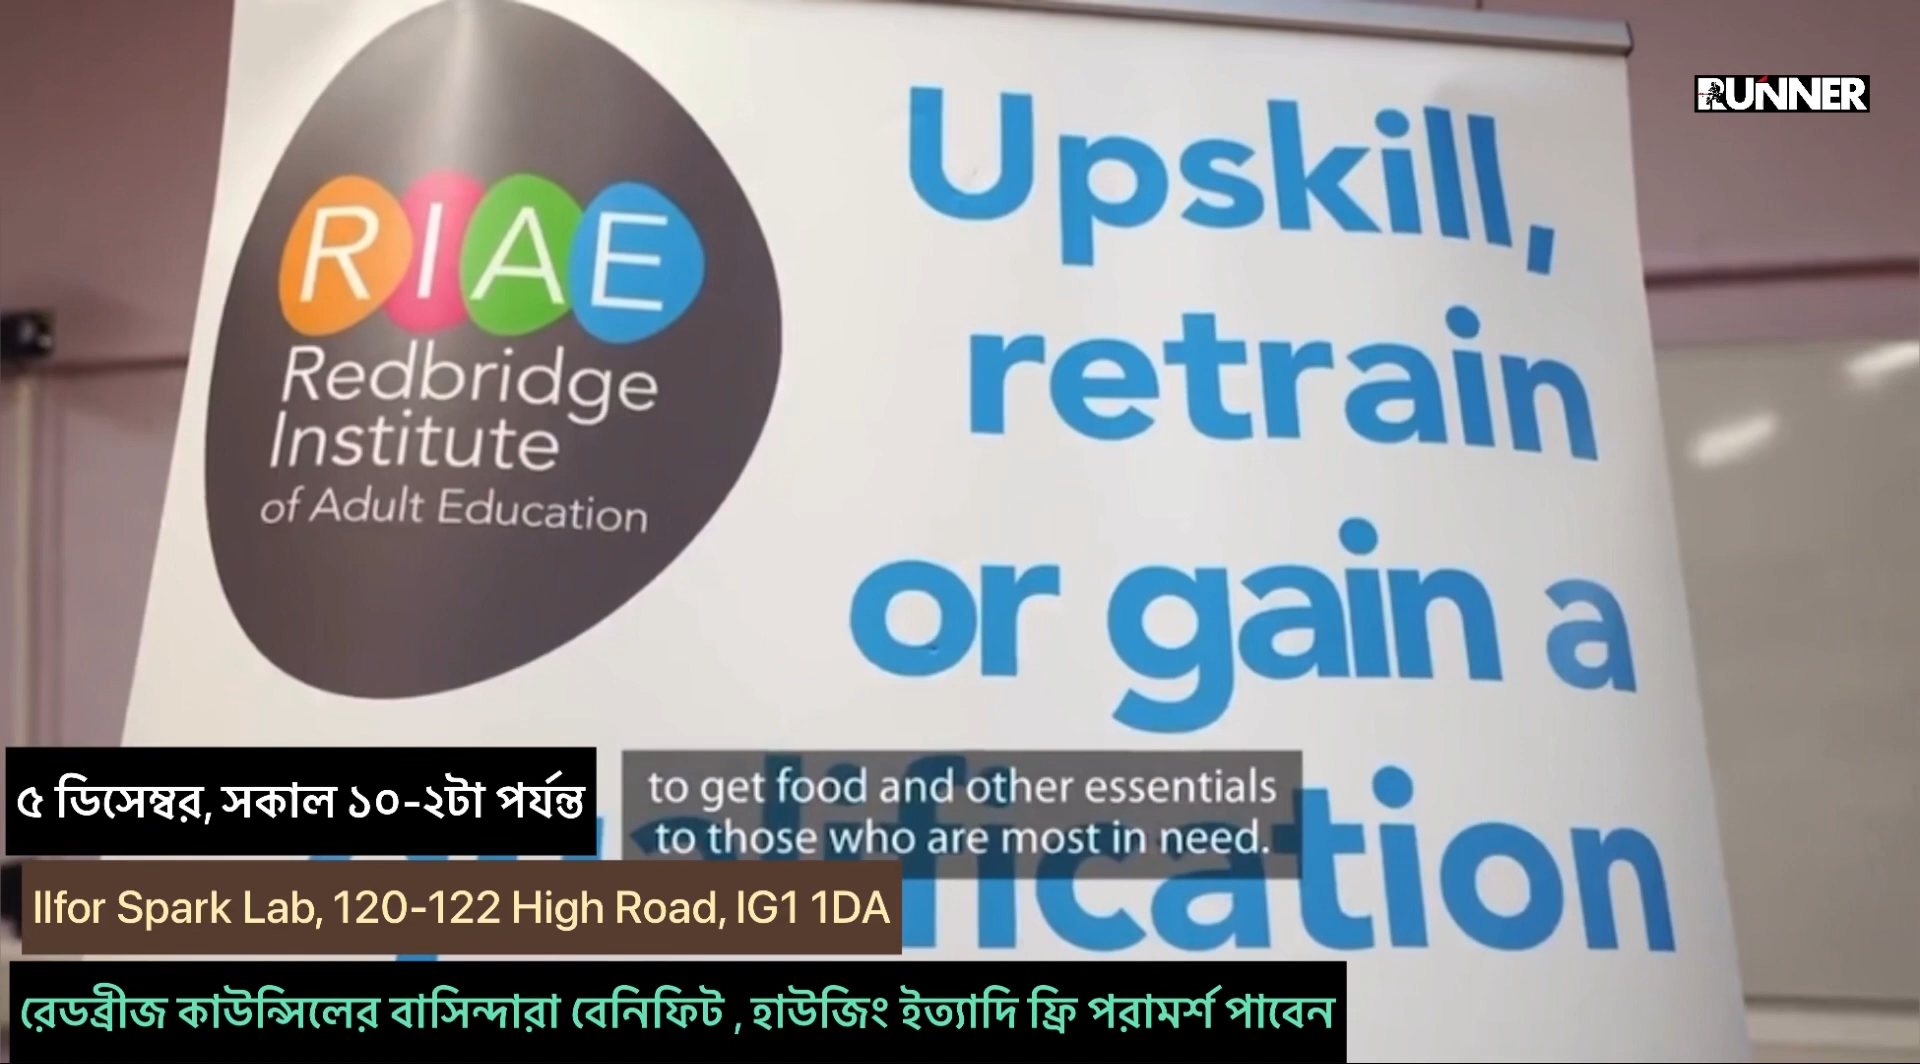 RUNNER
RIAE
Redbridge
Institute
of Adult Education
Upskill,
retrain
or gain a
qualification
to get food and other essentials
to those who are most in need.
৫ ডিসেম্বর, সকাল ১০-২টা পর্যন্ত
Ilfor Spark Lab, 120-122 High Road, IG1 1DA
রেডব্রীজ কাউন্সিলের বাসিন্দারা বেনিফিট , হাউজিং ইত্যাদি ফ্রি পরামর্শ পাবেন